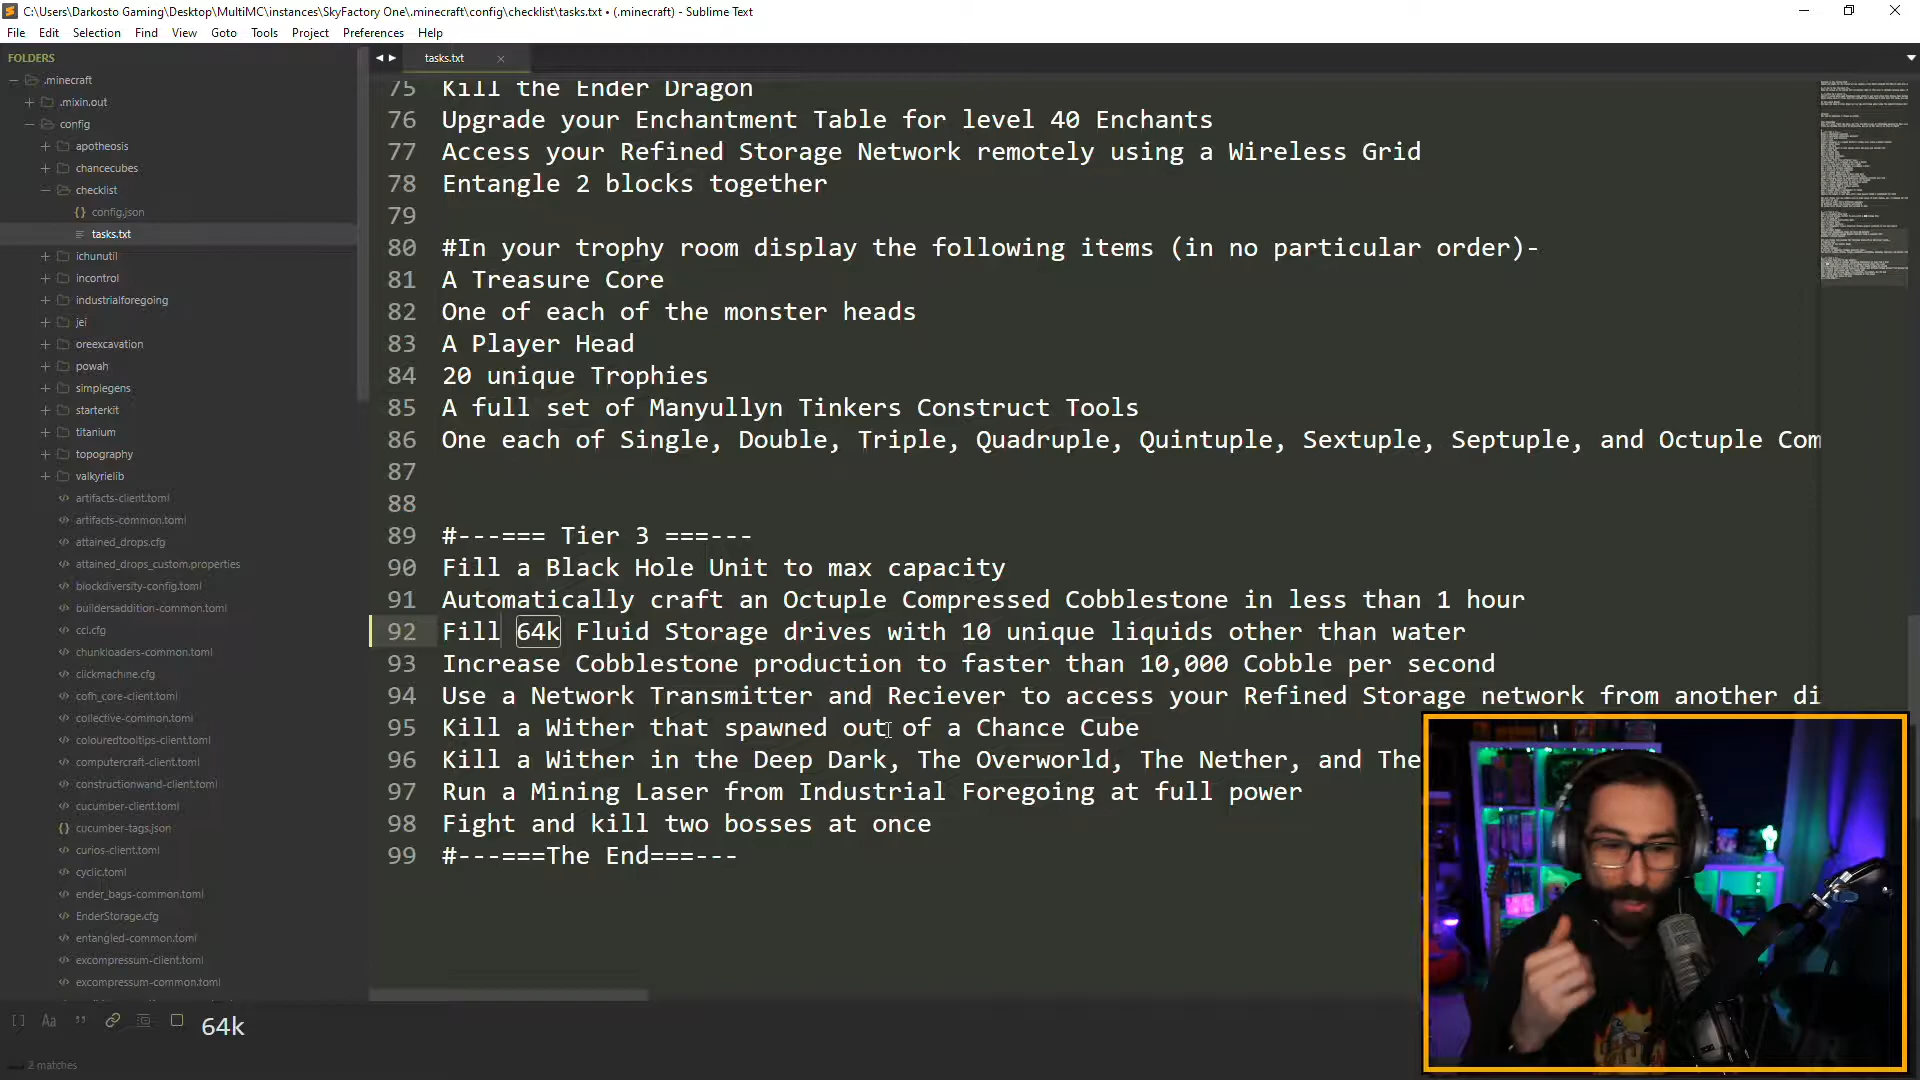 C:\Users\Darkosto Gaming\Desktop\MultiMC\instances\SkyFactory One\.minecraft\config\checklist\tasks.txt • (.minecraft) - Sublime Text
File Edit Selection Find View Goto Tools Project Preferences Help
FOLDERS
.minecraft
.mixin.out
config
apotheosis
chancecubes
checklist
config.json
tasks.txt
ichunutil
incontrol
industrialforegoing
jei
oreexcavation
powah
simplegens
starterkit
titanium
topography
valkyrielib
artifacts-client.toml
artifacts-common.toml
attained_drops.cfg
attained_drops_custom.properties
blockdiversity-config.toml
buildersaddition-common.toml
cci.cfg
chunkloaders-common.toml
clickmachine.cfg
cofh_core-client.toml
collective-common.toml
colouredtooltips-client.toml
computercraft-client.toml
constructionwand-client.toml
cucumber-client.toml
cucumber-tags.json
curios-client.toml
cyclic.toml
ender_bags-common.toml
EnderStorage.cfg
entangled-common.toml
excompressum-client.toml
excompressum-common.toml
tasks.txt
75 Kill the Ender Dragon
76 Upgrade your Enchantment Table for level 40 Enchants
77 Access your Refined Storage Network remotely using a Wireless Grid
78 Entangle 2 blocks together
79
80 #In your trophy room display the following items (in no particular order)-
81 A Treasure Core
82 One of each of the monster heads
83 A Player Head
84 20 unique Trophies
85 A full set of Manyullyn Tinkers Construct Tools
86 One each of Single, Double, Triple, Quadruple, Quintuple, Sextuple, Septuple, and Octuple Com
87
88
89 #---=== Tier 3 ===---
90 Fill a Black Hole Unit to max capacity
91 Automatically craft an Octuple Compressed Cobblestone in less than 1 hour
92 Fill 64k Fluid Storage drives with 10 unique liquids other than water
93 Increase Cobblestone production to faster than 10,000 Cobble per second
94 Use a Network Transmitter and Reciever to access your Refined Storage network from another di
95 Kill a Wither that spawned out of a Chance Cube
96 Kill a Wither in the Deep Dark, The Overworld, The Nether, and The
97 Run a Mining Laser from Industrial Foregoing at full power
98 Fight and kill two bosses at once
99 #---===The End===---
Aa
64k
2 matches